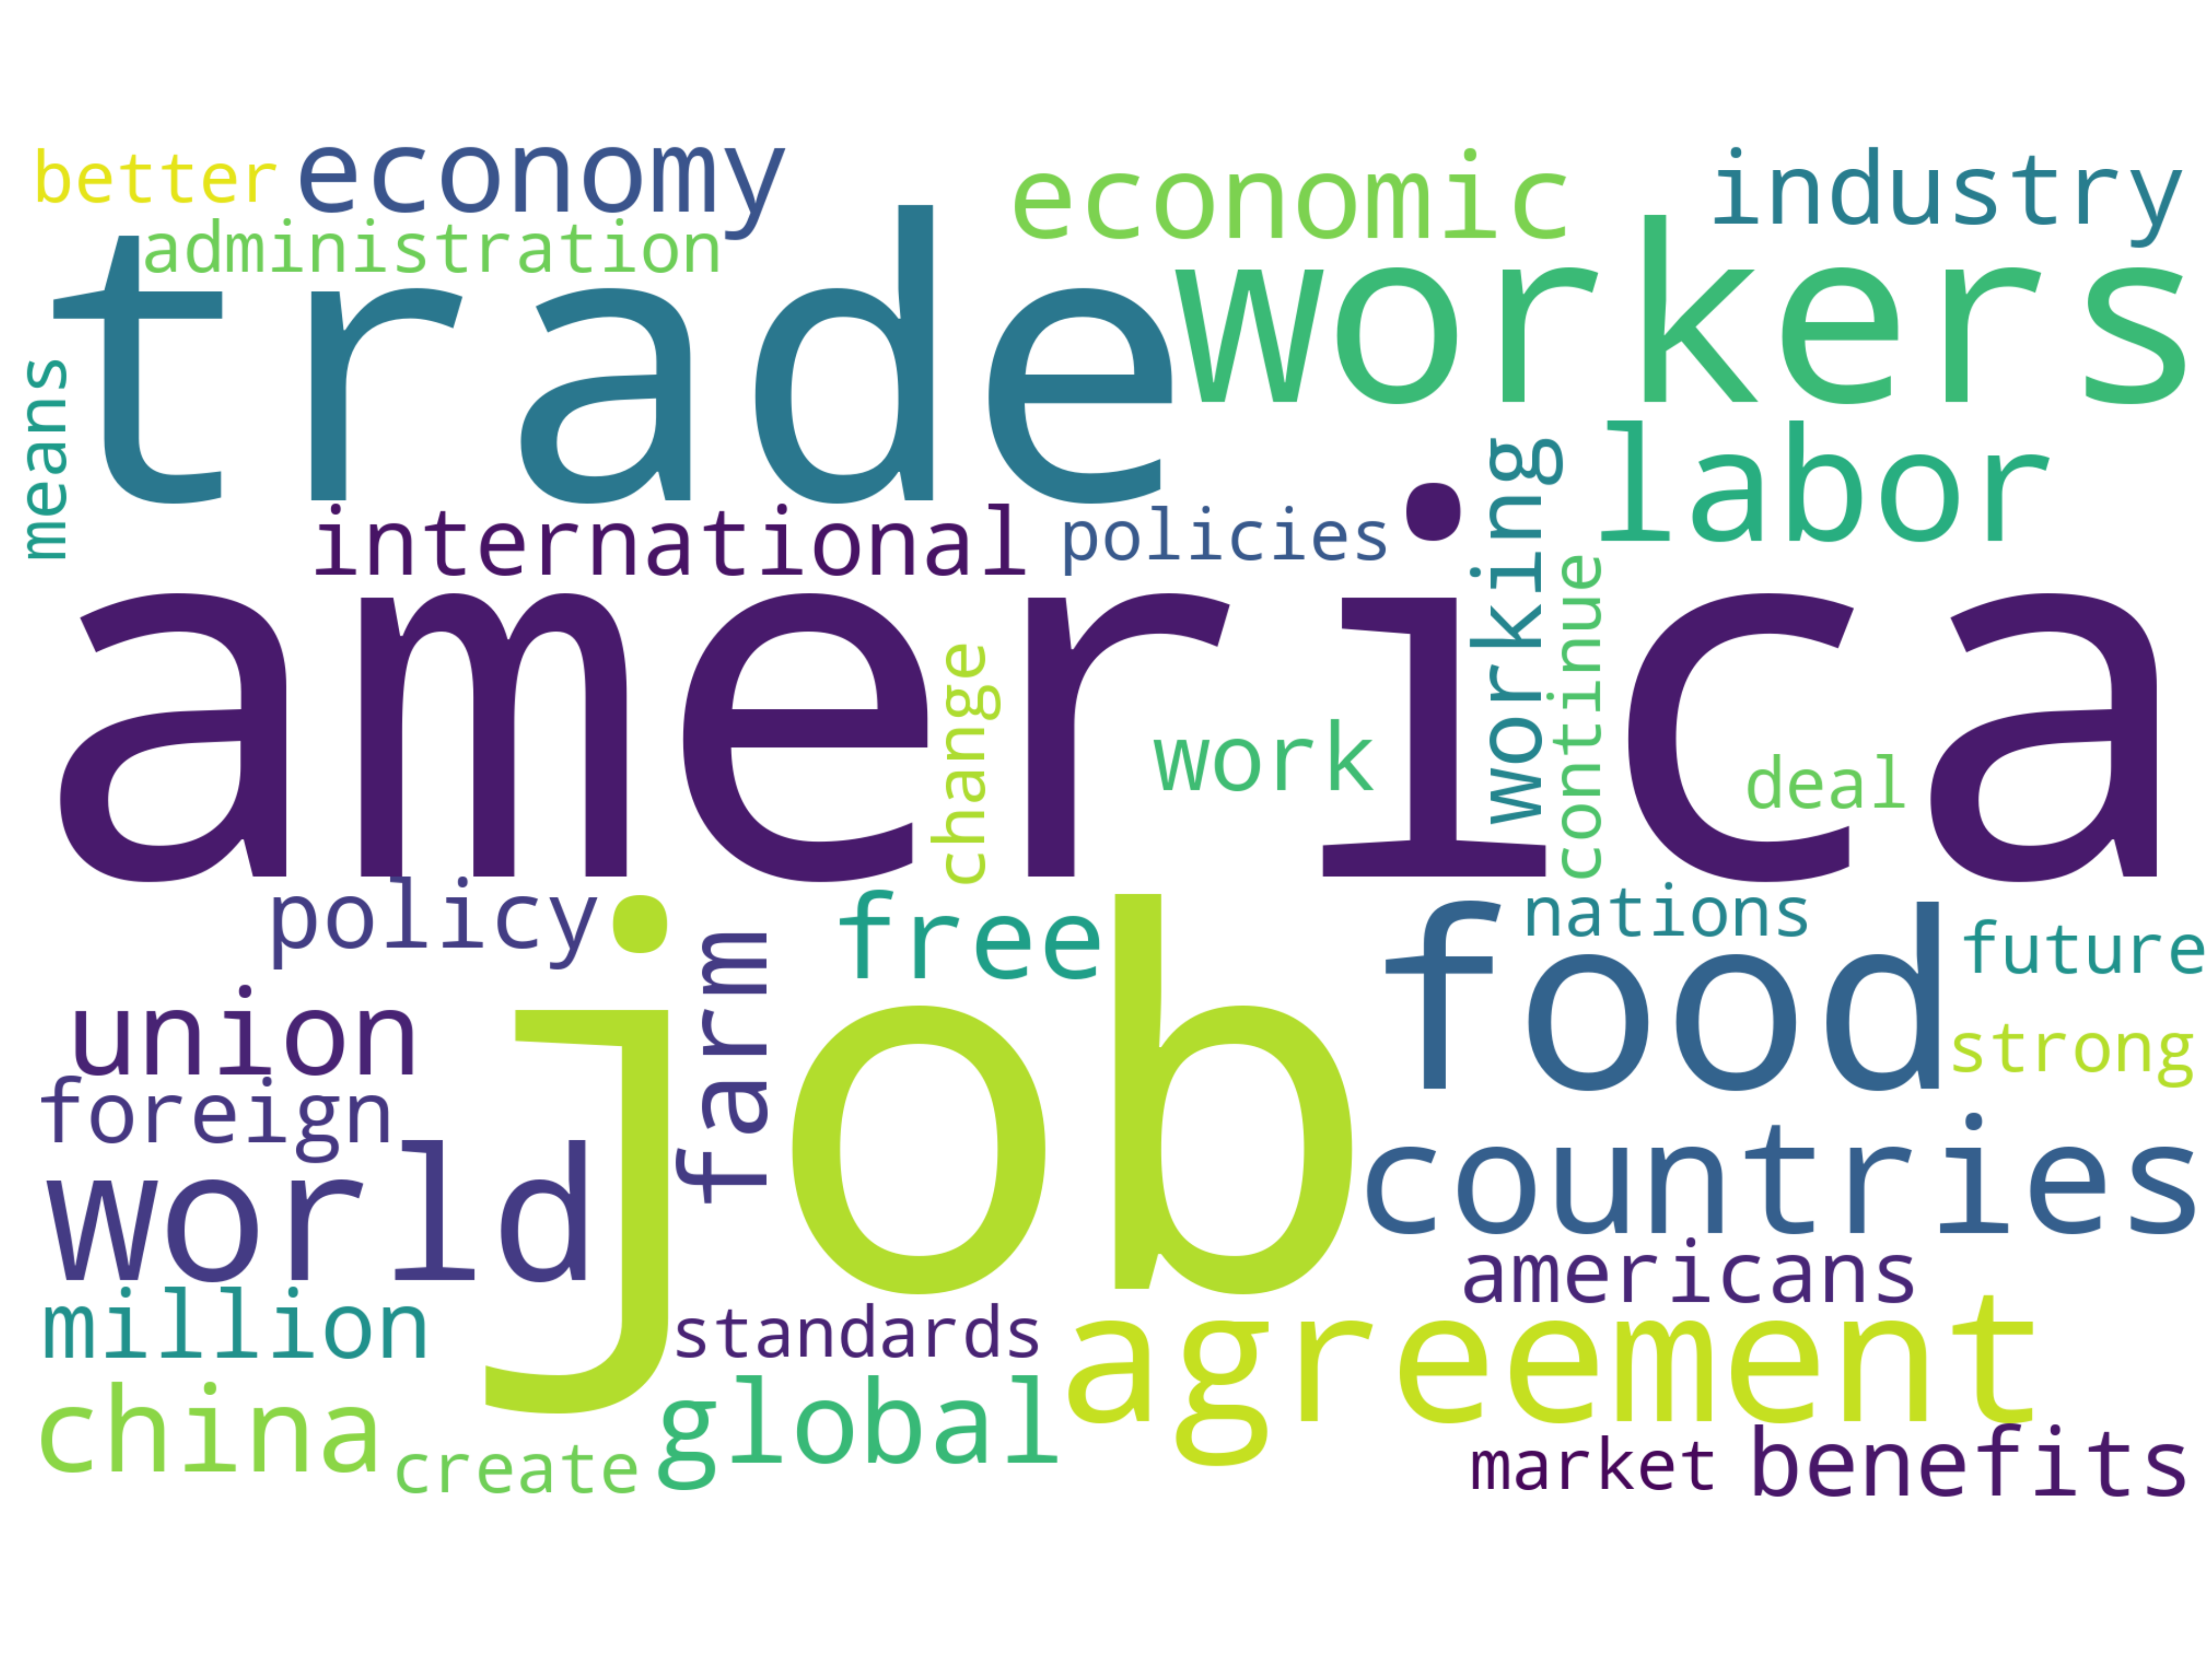 better
economy
economic
industry
administration
trade
workers
means
labor
working
international
policies
continue
america
change
work
deal
policy
free
food
nations
future
farm
job
union
strong
foreign
world
countries
americans
million
standards
agreement
china
create
global
market
benefits